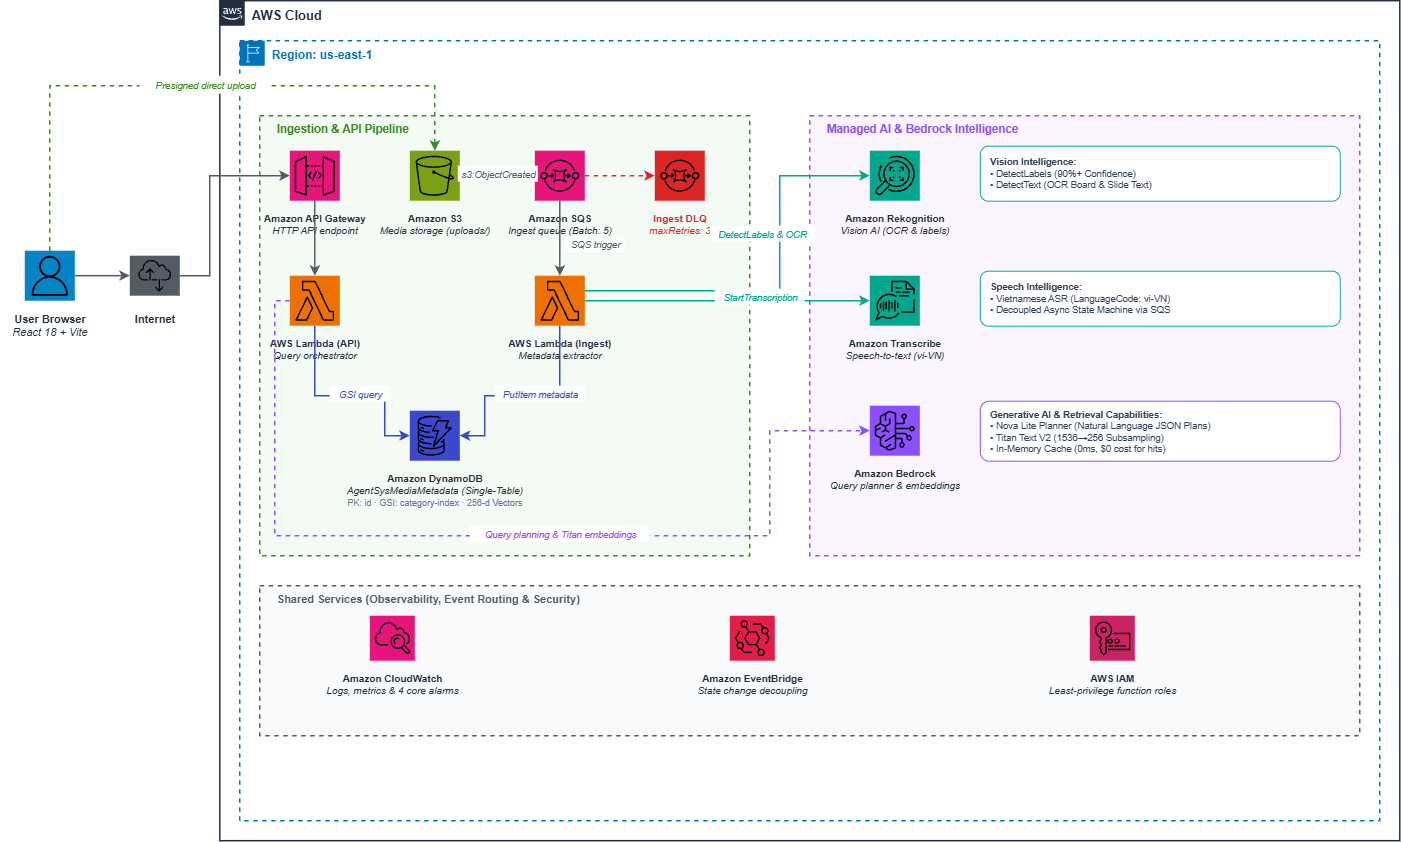 aws
AWS Cloud
Region: us-east-1
Presigned direct upload
Ingestion & API Pipeline
Managed AI & Bedrock Intelligence
s3:ObjectCreated
Amazon API Gateway
HTTP API endpoint
Amazon S3
Media storage (uploads/)
Amazon SQS
Ingest queue (Batch: 5)
SQS trigger
Ingest DLQ
maxRetries: 3
DetectLabels & OCR
Amazon Rekognition
Vision AI (OCR & labels)
Vision Intelligence:
• DetectLabels (90%+ Confidence)
• DetectText (OCR Board & Slide Text)
User Browser
React 18 + Vite
Internet
AWS Lambda (API)
Query orchestrator
AWS Lambda (Ingest)
Metadata extractor
StartTranscription
Amazon Transcribe
Speech-to-text (vi-VN)
Speech Intelligence:
• Vietnamese ASR (LanguageCode: vi-VN)
• Decoupled Async State Machine via SQS
GSI query
PutItem metadata
Amazon DynamoDB
AgentSysMediaMetadata (Single-Table)
PK: id · GSI: category-index · 256-d Vectors
Amazon Bedrock
Query planner & embeddings
Generative AI & Retrieval Capabilities:
• Nova Lite Planner (Natural Language JSON Plans)
• Titan Text V2 (1536→256 Subsampling)
• In-Memory Cache (0ms, $0 cost for hits)
Query planning & Titan embeddings
Shared Services (Observability, Event Routing & Security)
Amazon CloudWatch
Logs, metrics & 4 core alarms
Amazon EventBridge
State change decoupling
AWS IAM
Least-privilege function roles